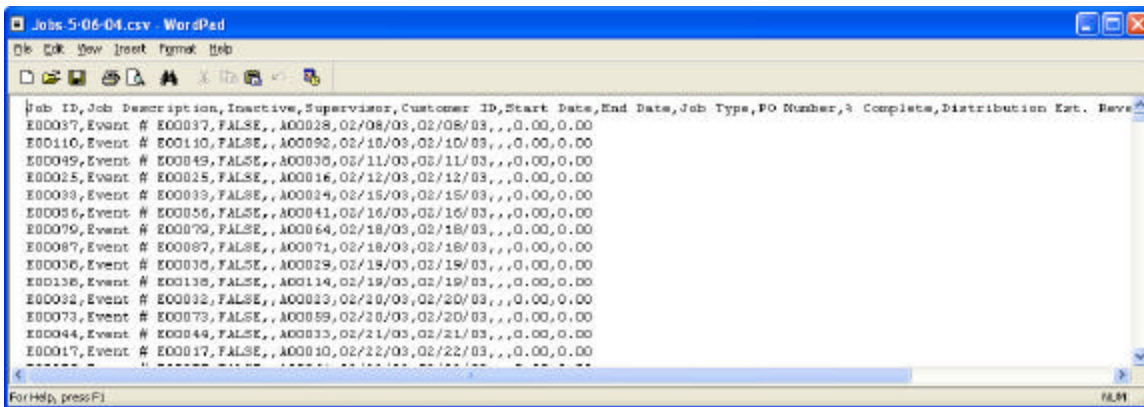 Jobs-5-06-04.csv - WordPad
File Edit View Insert Format Help
Job ID,Job Description,Inactive,Supervisor,Customer ID,Start Date,End Date,Job Type,PO Number,% Complete,Distribution Est. Reve
E00037,Event # E00037,FALSE,,A00028,02/08/03,02/08/03,,,0.00,0.00
E00110,Event # E00110,FALSE,,A00092,02/10/03,02/10/03,,,0.00,0.00
E00049,Event # E00049,FALSE,,A00038,02/11/03,02/11/03,,,0.00,0.00
E00025,Event # E00025,FALSE,,A00016,02/12/03,02/12/03,,,0.00,0.00
E00033,Event # E00033,FALSE,,A00024,02/15/03,02/15/03,,,0.00,0.00
E00056,Event # E00056,FALSE,,A00041,02/16/03,02/16/03,,,0.00,0.00
E00079,Event # E00079,FALSE,,A00064,02/18/03,02/18/03,,,0.00,0.00
E00087,Event # E00087,FALSE,,A00071,02/18/03,02/18/03,,,0.00,0.00
E00038,Event # E00038,FALSE,,A00029,02/19/03,02/19/03,,,0.00,0.00
E00138,Event # E00138,FALSE,,A00114,02/19/03,02/19/03,,,0.00,0.00
E00032,Event # E00032,FALSE,,A00023,02/20/03,02/20/03,,,0.00,0.00
E00073,Event # E00073,FALSE,,A00059,02/20/03,02/20/03,,,0.00,0.00
E00044,Event # E00044,FALSE,,A00033,02/21/03,02/21/03,,,0.00,0.00
E00017,Event # E00017,FALSE,,A00010,02/22/03,02/22/03,,,0.00,0.00
For Help, press F1
NUM